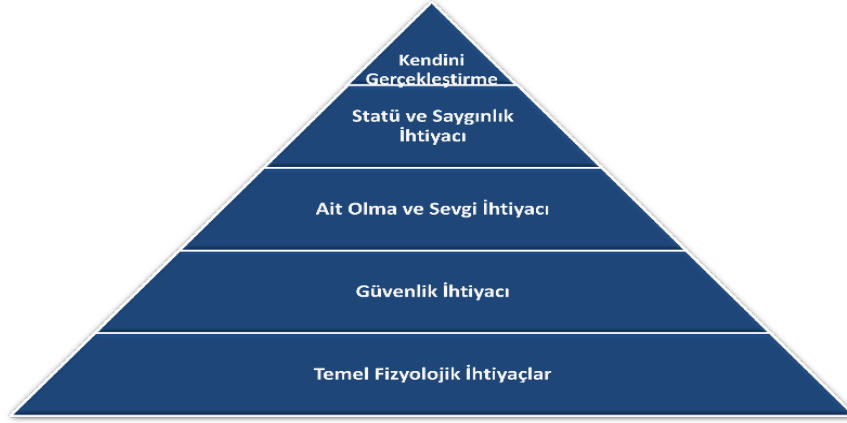 Kendini
Gerçekleştirme
Statü ve Saygınlık
İhtiyacı
Ait Olma ve Sevgi İhtiyacı
Güvenlik İhtiyacı
Temel Fizyolojik İhtiyaçlar